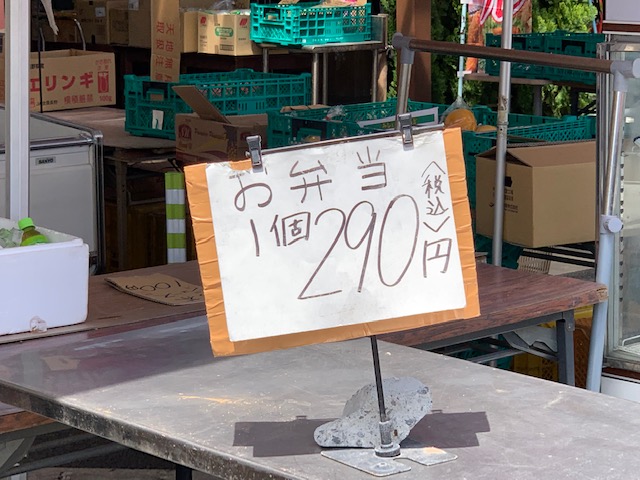 お弁当
1個290円
（税込）
エリンギ